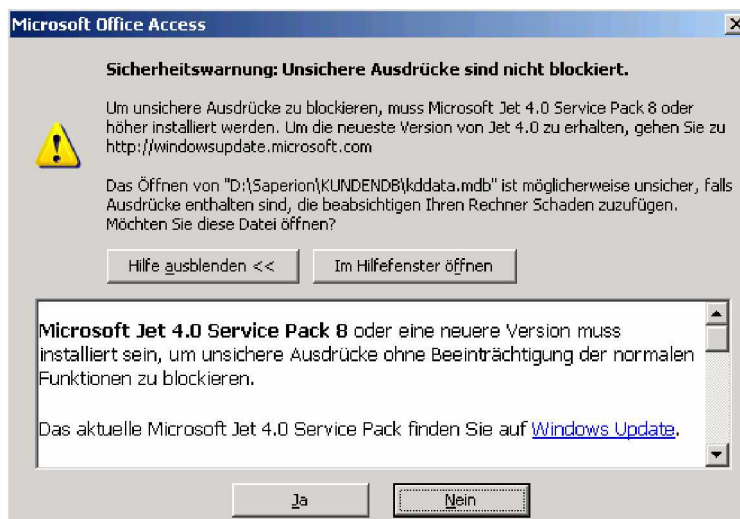 Microsoft Office Access
Sicherheitswarnung: Unsichere Ausdrücke sind nicht blockiert.
Um unsichere Ausdrücke zu blockieren, muss Microsoft Jet 4.0 Service Pack 8 oder
höher installiert werden. Um die neueste Version von Jet 4.0 zu erhalten, gehen Sie zu
http://windowsupdate.microsoft.com
Das Öffnen von "D:\Saperion\KUNDENDB\kddata.mdb" ist möglicherweise unsicher, falls
Ausdrücke enthalten sind, die beabsichtigen Ihren Rechner Schaden zuzufügen.
Möchten Sie diese Datei öffnen?
Hilfe ausblenden << Im Hilfefenster öffnen
Microsoft Jet 4.0 Service Pack 8 oder eine neuere Version muss
installiert sein, um unsichere Ausdrücke ohne Beeinträchtigung der normalen
Funktionen zu blockieren.
Das aktuelle Microsoft Jet 4.0 Service Pack finden Sie auf Windows Update.
Ja Nein